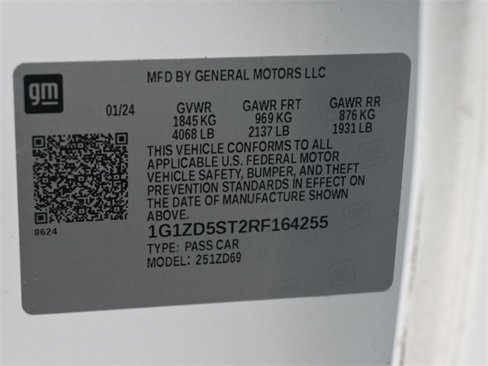 gm
MFD BY GENERAL MOTORS LLC
01/24 GVWR GAWR FRT GAWR RR
1845 KG 969 KG 876 KG
4068 LB 2137 LB 1931 LB
THIS VEHICLE CONFORMS TO ALL
APPLICABLE U.S. FEDERAL MOTOR
VEHICLE SAFETY, BUMPER, AND THEFT
PREVENTION STANDARDS IN EFFECT ON
THE DATE OF MANUFACTURE SHOWN
ABOVE.
8624
1G1ZD5ST2RF164255
TYPE: PASS CAR
MODEL: 251ZD69